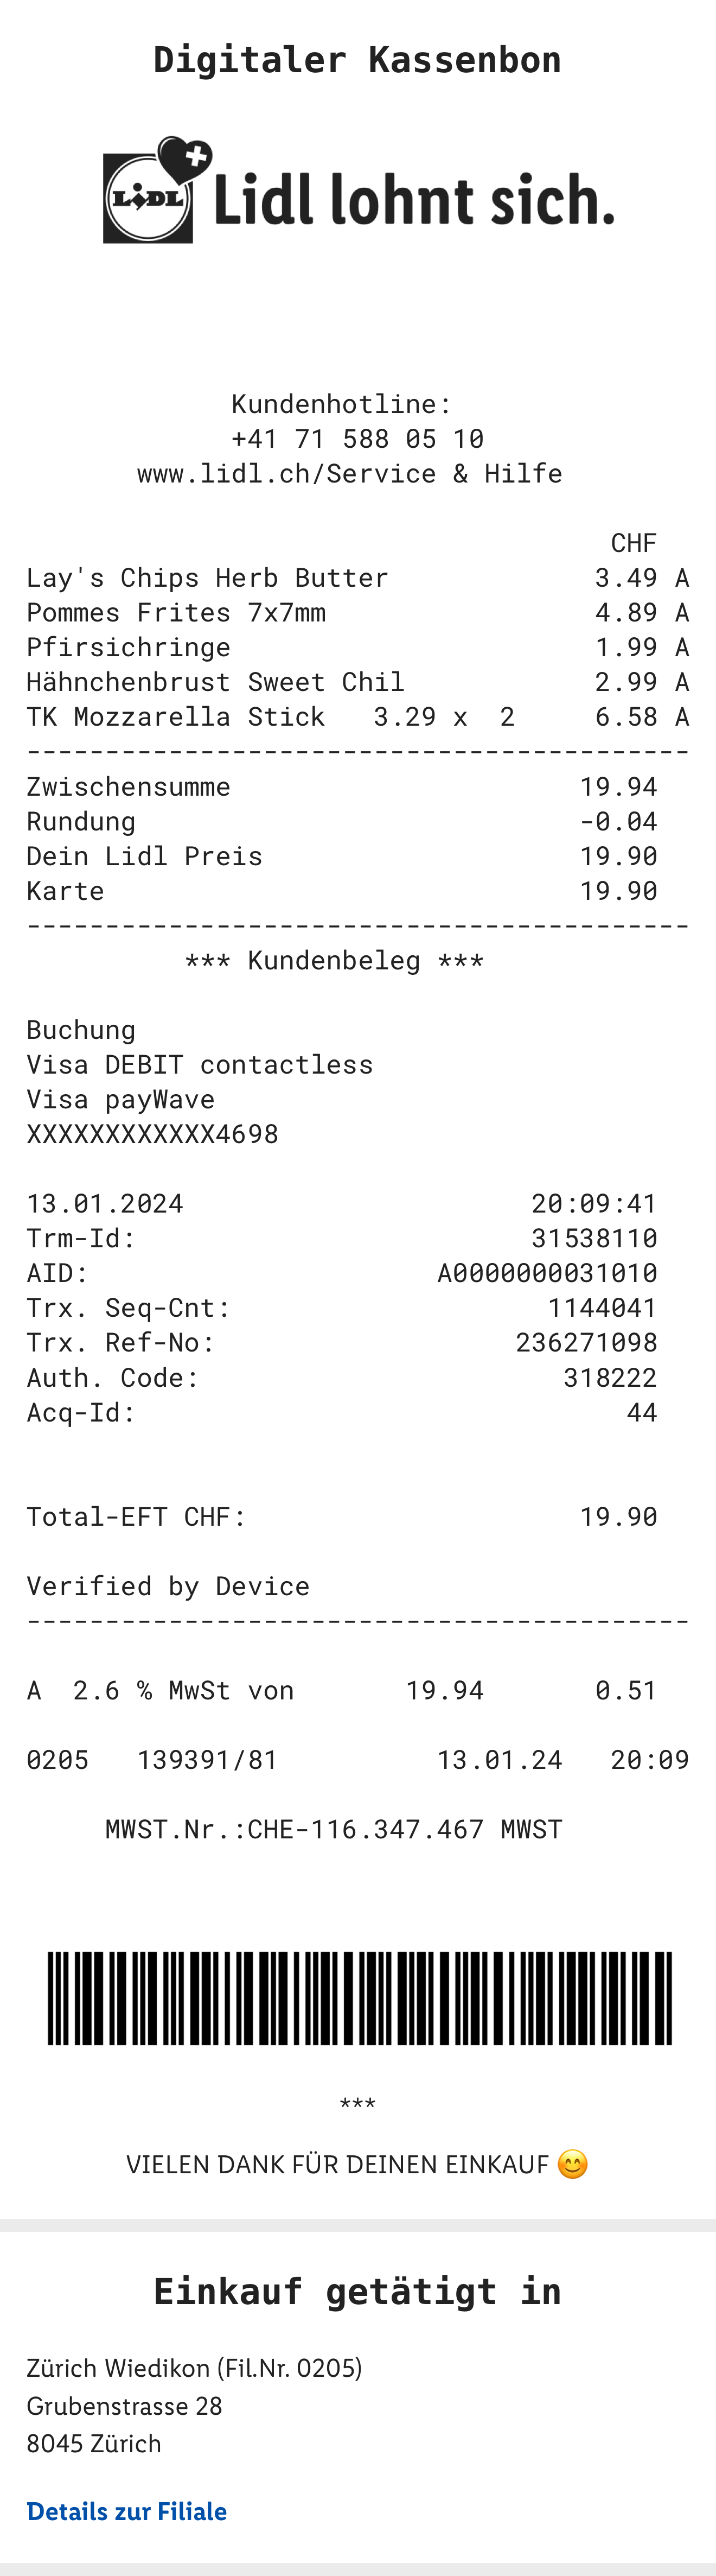 Digitaler Kassenbon
LIDL Lidl lohnt sich.
Kundenhotline:
+41 71 588 05 10
www.lidl.ch/Service & Hilfe
CHF
Lay's Chips Herb Butter 3.49 A
Pommes Frites 7x7mm 4.89 A
Pfirsichringe 1.99 A
Hähnchenbrust Sweet Chil 2.99 A
TK Mozzarella Stick 3.29 x 2 6.58 A
------------------------------------------
Zwischensumme 19.94
Rundung -0.04
Dein Lidl Preis 19.90
Karte 19.90
------------------------------------------
*** Kundenbeleg ***
Buchung
Visa DEBIT contactless
Visa payWave
XXXXXXXXXXXX4698
13.01.2024 20:09:41
Trm-Id: 31538110
AID: A0000000031010
Trx. Seq-Cnt: 1144041
Trx. Ref-No: 236271098
Auth. Code: 318222
Acq-Id: 44
Total-EFT CHF: 19.90
Verified by Device
------------------------------------------
A 2.6 % MwSt von 19.94 0.51
0205 139391/81 13.01.24 20:09
MWST.Nr.:CHE-116.347.467 MWST
***
VIELEN DANK FÜR DEINEN EINKAUF 😊
Einkauf getätigt in
Zürich Wiedikon (Fil.Nr. 0205)
Grubenstrasse 28
8045 Zürich
Details zur Filiale